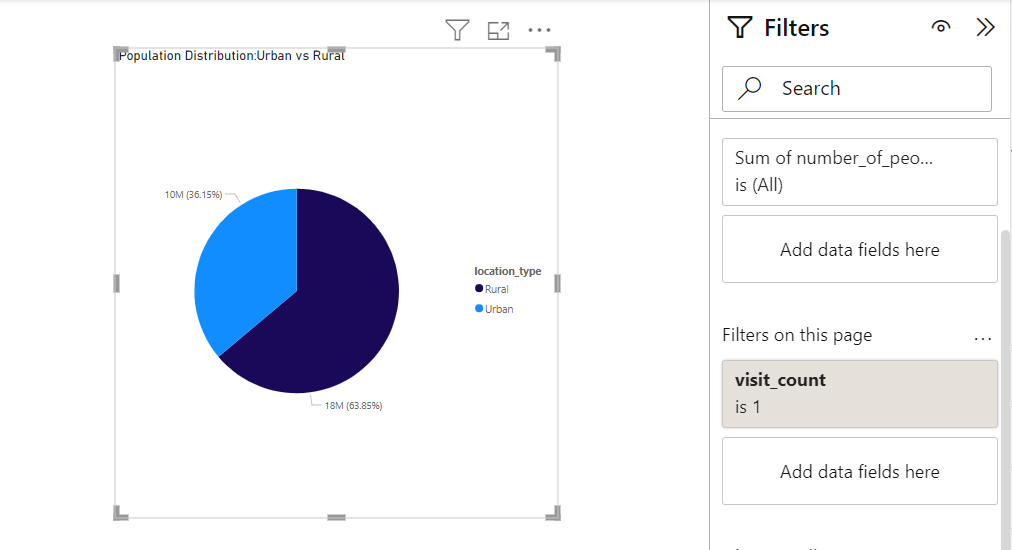 Population Distribution:Urban vs Rural
10M (36.15%)
18M (63.85%)
location_type
Rural
Urban
Filters
Search
Sum of number_of_peo...
is (All)
Add data fields here
Filters on this page
...
visit_count
is 1
Add data fields here